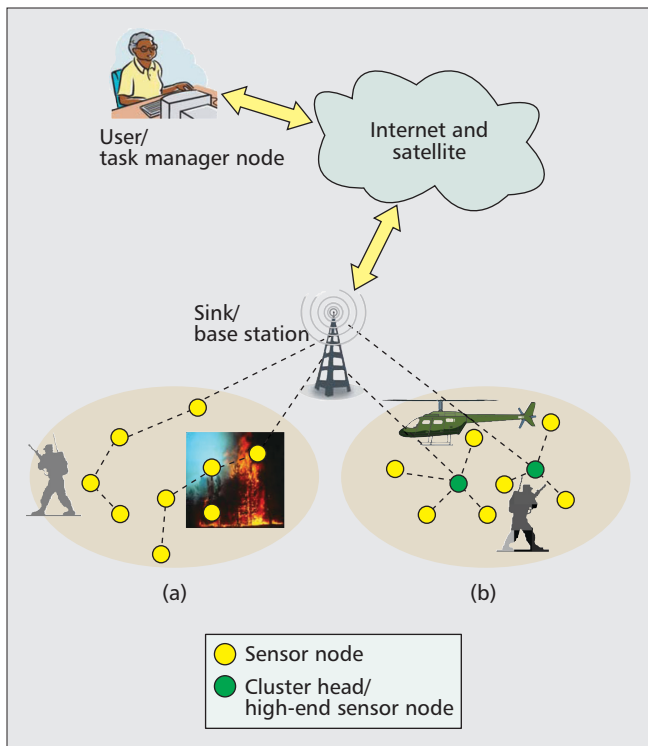 User/
task manager node
Internet and
satellite
Sink/
base station
(a)
(b)
Sensor node
Cluster head/
high-end sensor node